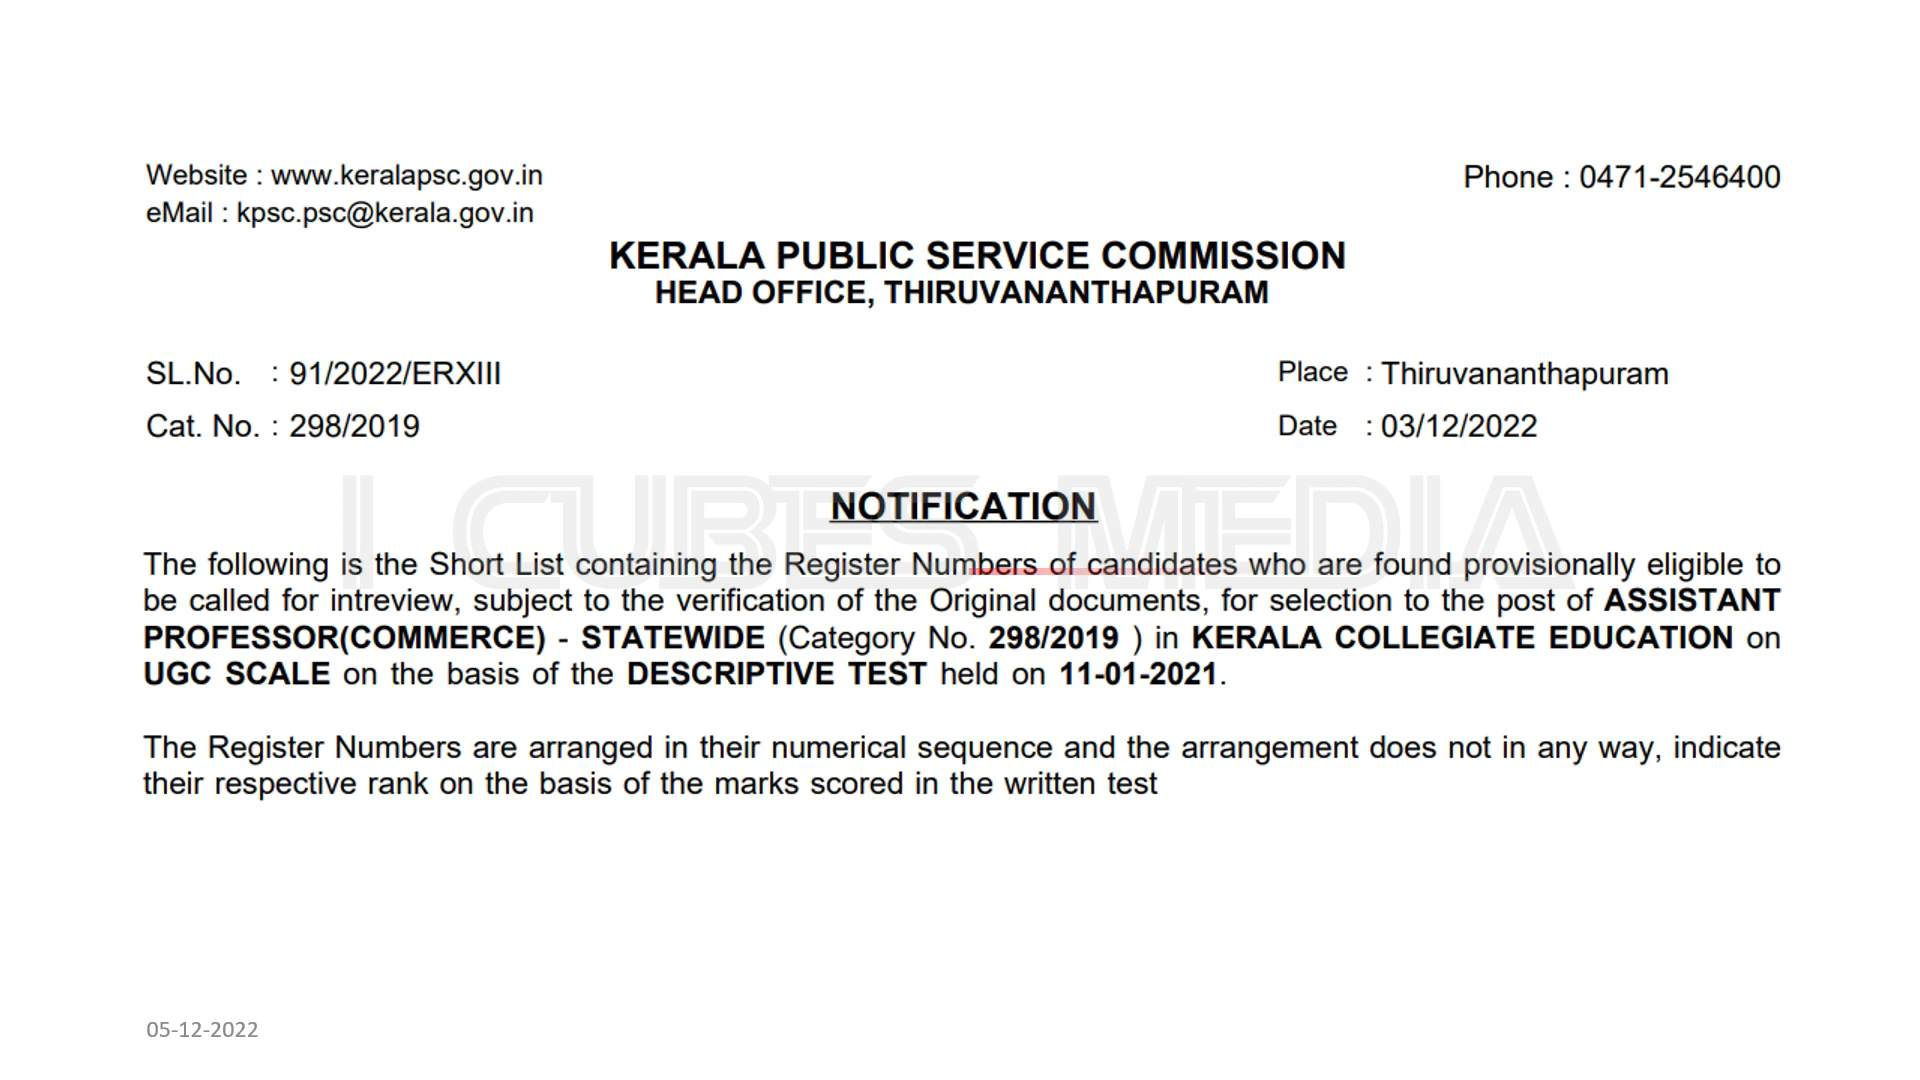 Website : www.keralapsc.gov.in
Phone : 0471-2546400
eMail : kpsc.psc@kerala.gov.in
KERALA PUBLIC SERVICE COMMISSION
HEAD OFFICE, THIRUVANANTHAPURAM
SL.No. : 91/2022/ERXIII
Place : Thiruvananthapuram
Cat. No. : 298/2019
Date : 03/12/2022
I CUBES MEDIA
NOTIFICATION
The following is the Short List containing the Register Numbers of candidates who are found provisionally eligible to
be called for intreview, subject to the verification of the Original documents, for selection to the post of ASSISTANT
PROFESSOR(COMMERCE) - STATEWIDE (Category No. 298/2019 ) in KERALA COLLEGIATE EDUCATION on
UGC SCALE on the basis of the DESCRIPTIVE TEST held on 11-01-2021.
The Register Numbers are arranged in their numerical sequence and the arrangement does not in any way, indicate
their respective rank on the basis of the marks scored in the written test
05-12-2022